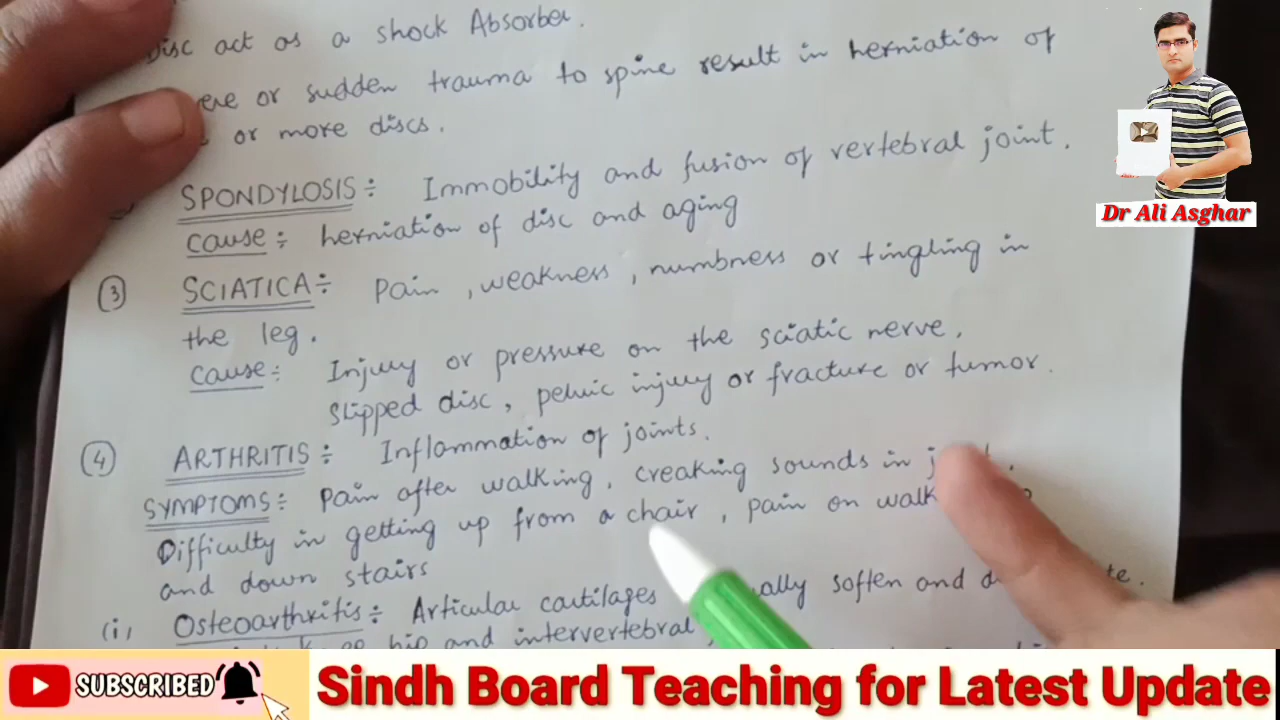 Disc act as a shock Absorber.
or sudden trauma to spine result in herniation of
or more discs.
SPONDYLOSIS:- Immobility and fusion of vertebral joint.
cause:- herniation of disc and aging
③ SCIATICA:- Pain, weakness, numbness or tingling in
the leg.
cause:- Injury or pressure on the sciatic nerve.
Slipped disc, pelvic injury or fracture or tumor.
④ ARTHRITIS:- Inflammation of joints.
SYMPTOMS:- Pain after walking, creaking sounds in
Difficulty in getting up from a chair, pain on
and down stairs
(i) Osteoarthritis:- Articular cartilages soften and
hip and intervertebral
Dr Ali Asghar
SUBSCRIBED
Sindh Board Teaching for Latest Update